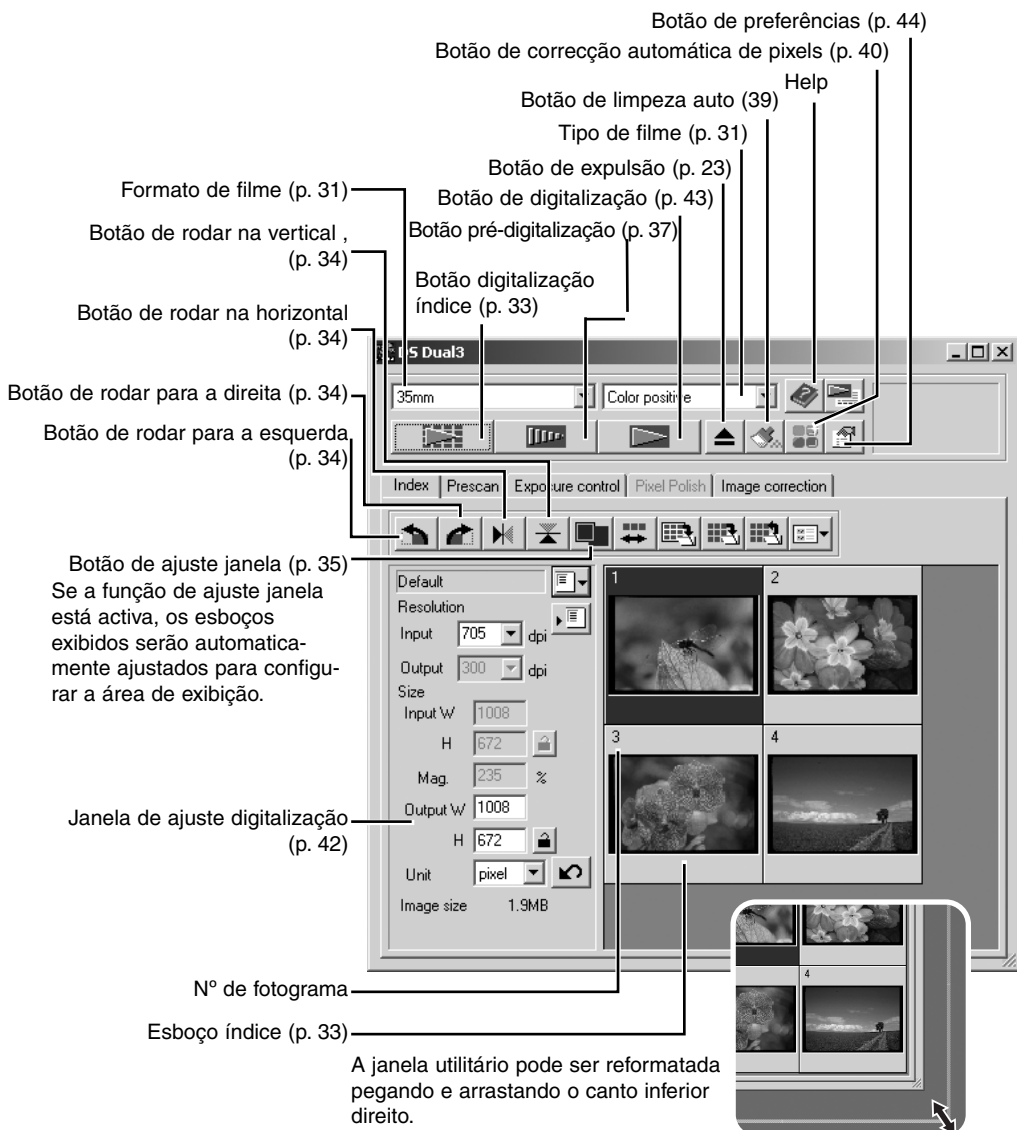 Botão de preferências (p. 44)
Botão de correcção automática de pixels (p. 40)
Help
Botão de limpeza auto (39)
Tipo de filme (p. 31)
Botão de expulsão (p. 23)
Formato de filme (p. 31)
Botão de digitalização (p. 43)
Botão pré-digitalização (p. 37)
Botão de rodar na vertical ,
(p. 34)
Botão digitalização
índice (p. 33)
Botão de rodar na horizontal
(p. 34)
Botão de rodar para a direita (p. 34)
Botão de rodar para a esquerda
(p. 34)
DS Dual3
35mm
Color positive
Index
Prescan
Exposure control
Pixel Polish
Image correction
Botão de ajuste janela (p. 35)
Se a função de ajuste janela
está activa, os esboços
exibidos serão automatica-
mente ajustados para configu-
rar a área de exibição.
Default
Resolution
Input 705 dpi
Output 300 dpi
Size
Input W 1008
H 672
Mag. 235 %
Output W 1008
H 672
Unit pixel
Image size 1.9MB
1
2
3
4
Janela de ajuste digitalização
(p. 42)
4
Nº de fotograma
Esboço índice (p. 33)
A janela utilitário pode ser reformatada
pegando e arrastando o canto inferior
direito.